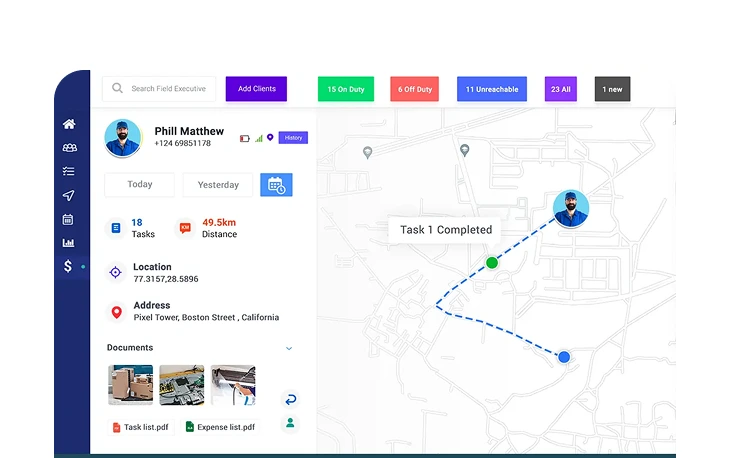 Search Field Executive
Add Clients
15 On Duty
6 Off Duty
11 Unreachable
23 All
1 new
Phill Matthew
+124 69851178
History
Today
Yesterday
18
Tasks
KM
49.5km
Distance
Location
77.3157,28.5896
Address
Pixel Tower, Boston Street , California
Documents
Task list.pdf
Expense list.pdf
Task 1 Completed